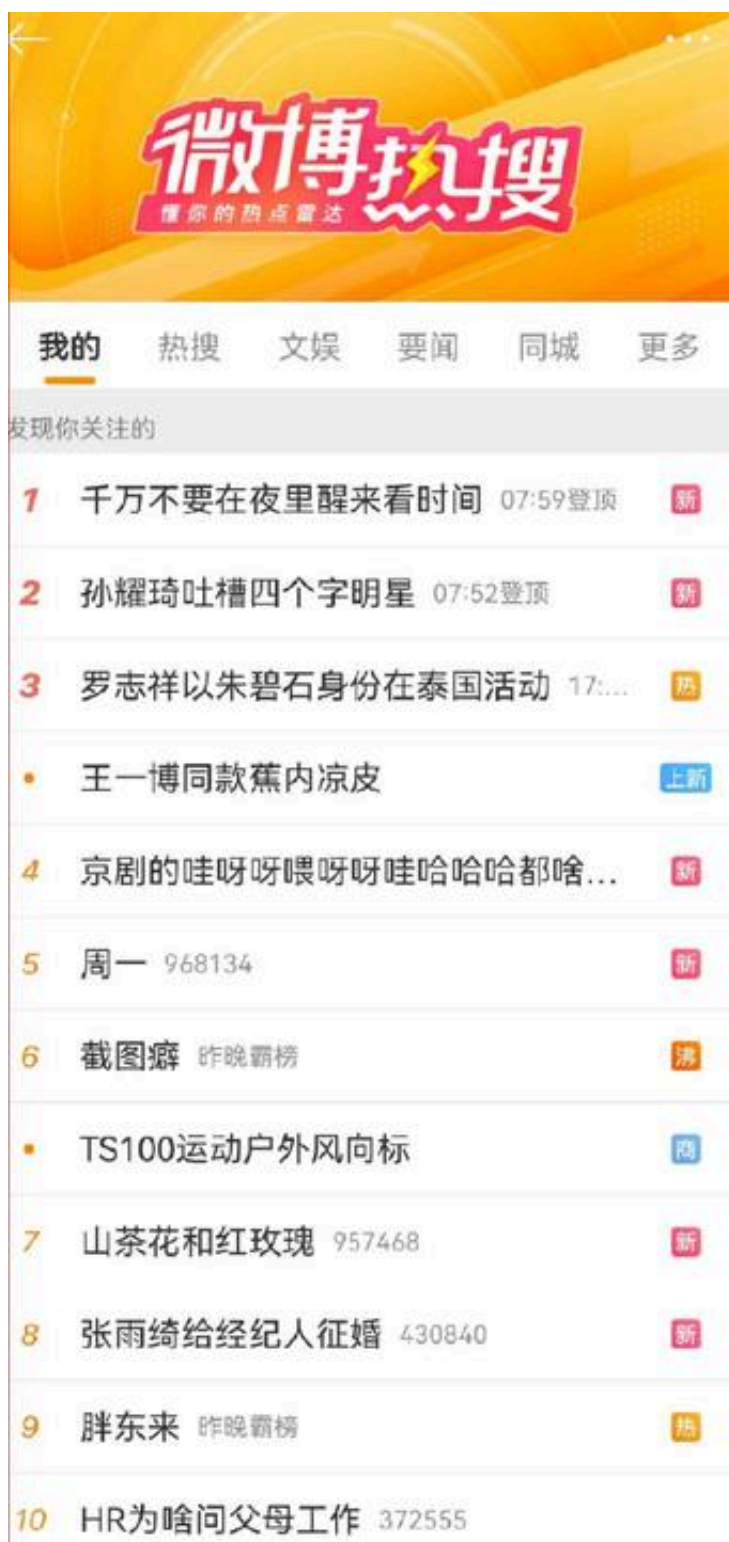 微博热搜
懂你的热点雷达
我的 热搜 文娱 要闻 同城 更多
发现你关注的
1 千万不要在夜里醒来看时间 07:59登顶 新
2 孙耀琦吐槽四个字明星 07:52登顶 新
3 罗志祥以朱碧石身份在泰国活动 17:... 热
• 王一博同款蕉内凉皮 上新
4 京剧的哇呀呀喂呀呀哇哈哈哈都啥... 新
5 周一 968134 新
6 截图癖 昨晚霸榜 沸
• TS100运动户外风向标 商
7 山茶花和红玫瑰 957468 新
8 张雨绮给经纪人征婚 430840 新
9 胖东来 昨晚霸榜 热
10 HR为啥问父母工作 372555